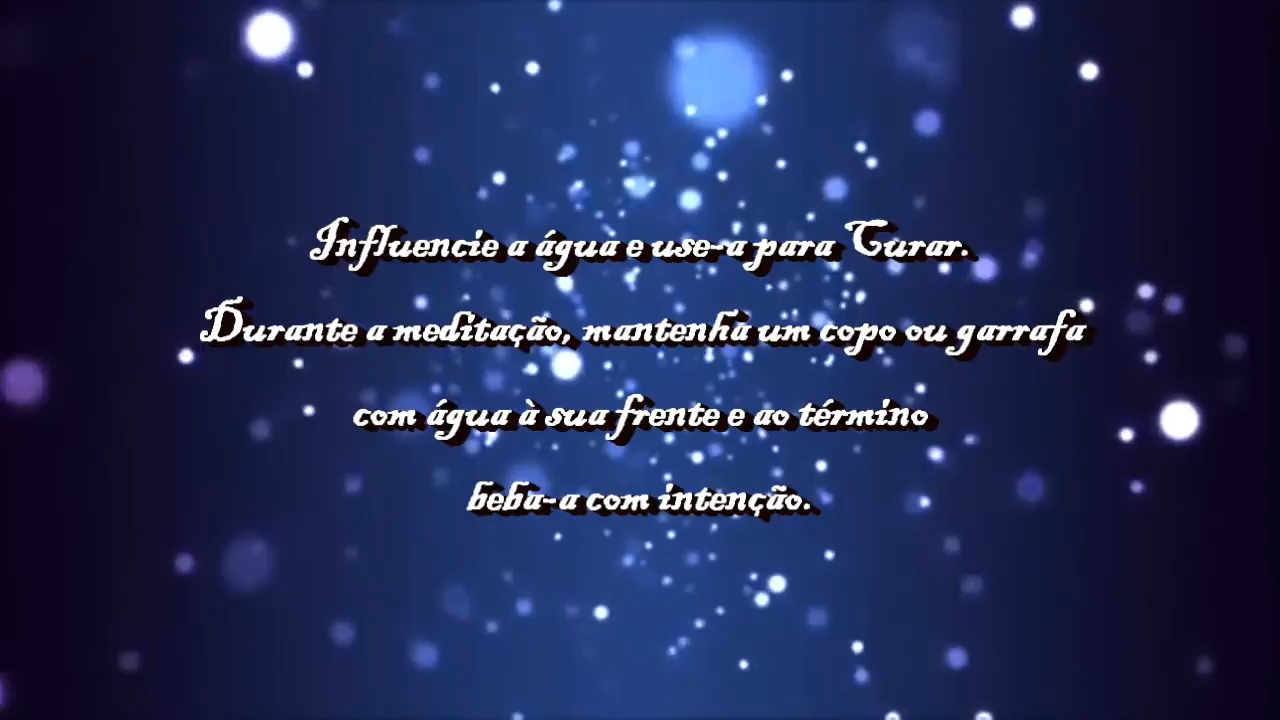 Influencie a água e use-a para Curar.
Durante a meditação, mantenha um copo ou garrafa
com água à sua frente e ao término
beba-a com intenção.